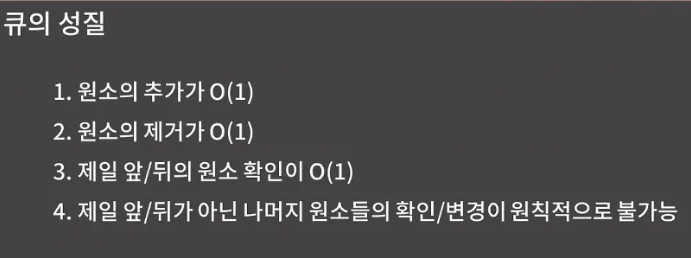 큐의 성질
1. 원소의 추가가 O(1)
2. 원소의 제거가 O(1)
3. 제일 앞/뒤의 원소 확인이 O(1)
4. 제일 앞/뒤가 아닌 나머지 원소들의 확인/변경이 원칙적으로 불가능